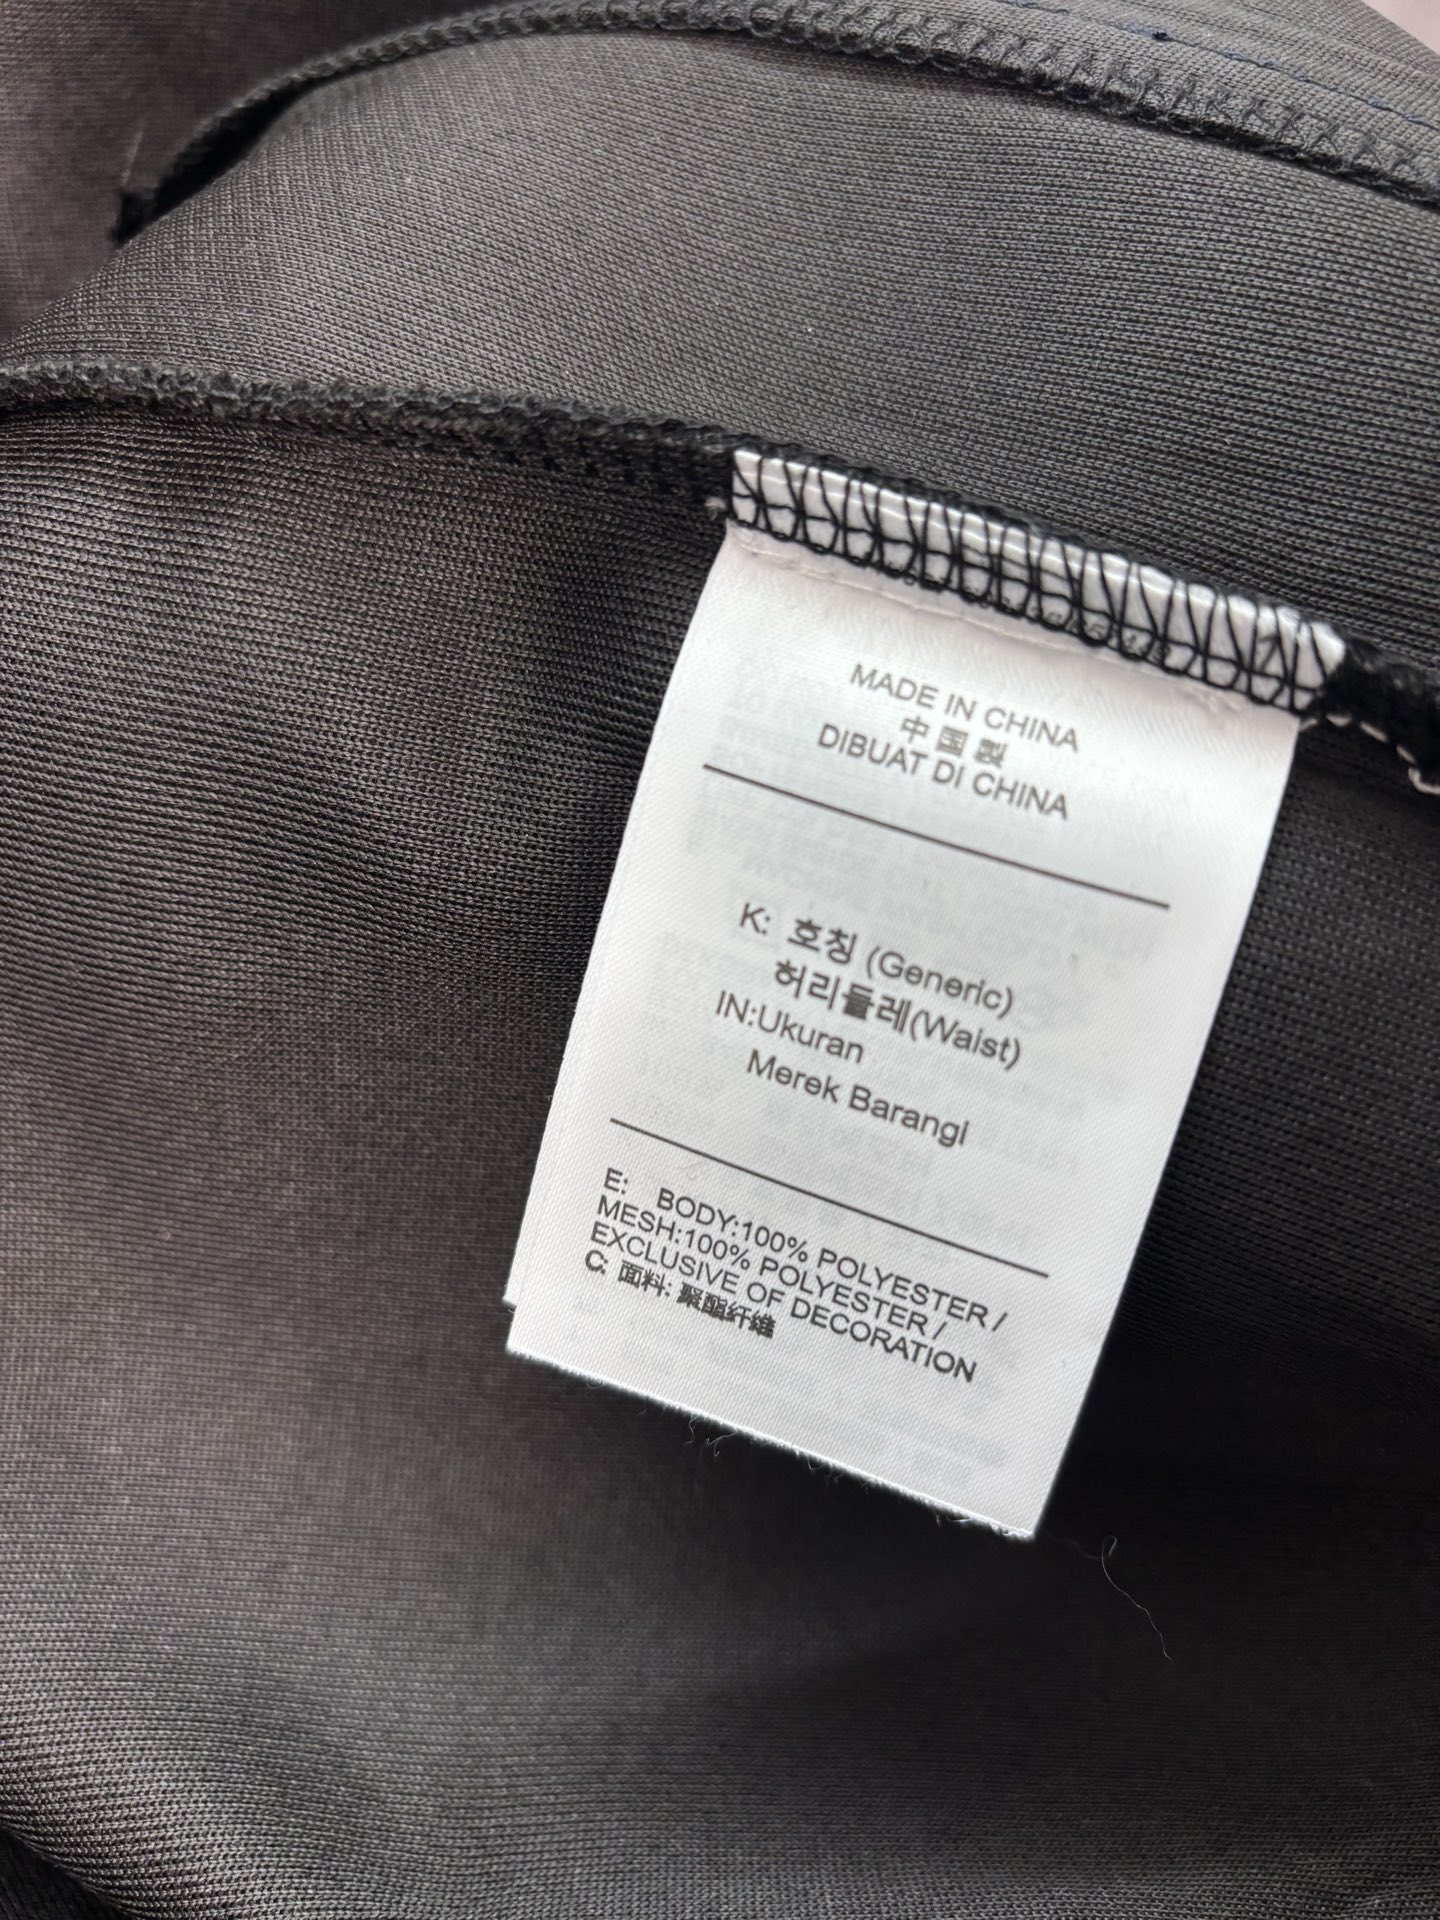 MADE IN CHINA
中国製
DIBUAT DI CHINA
K: 호칭 (Generic)
허리둘레(Waist)
IN:Ukuran
Merek Barangl
E: BODY:100% POLYESTER /
MESH:100% POLYESTER /
EXCLUSIVE OF DECORATION
C: 面料: 聚酯纤维